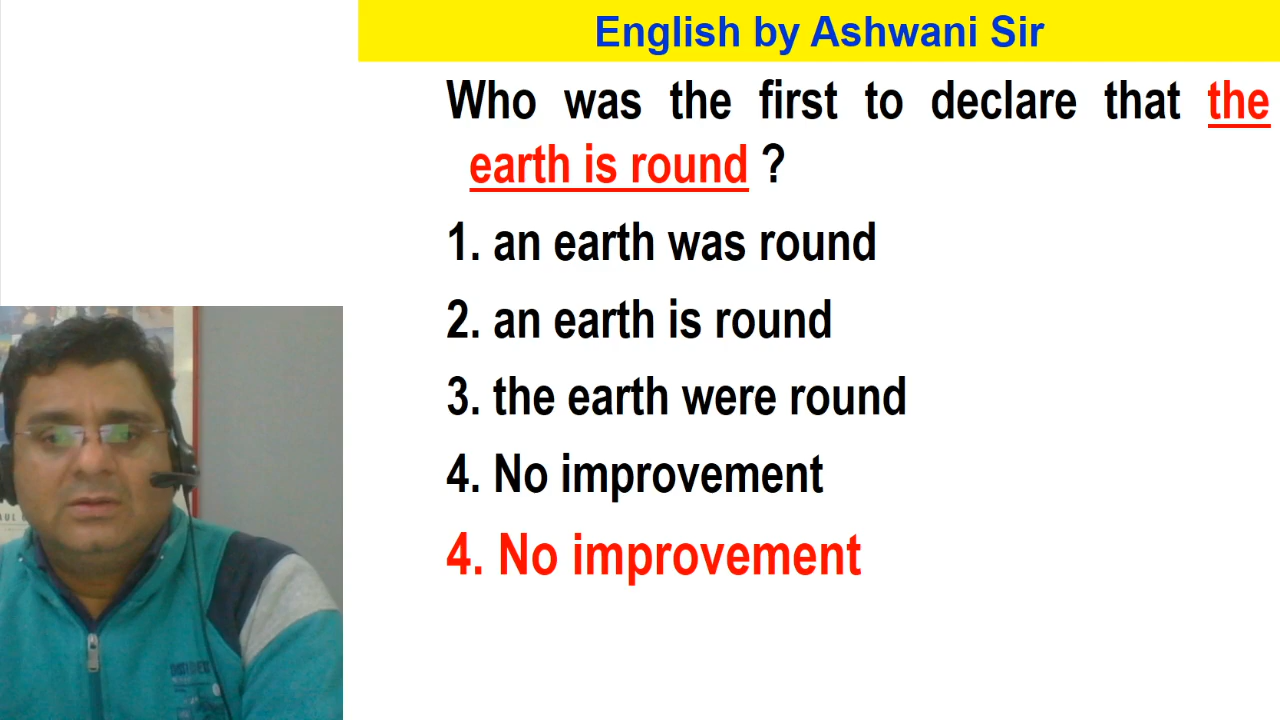 English by Ashwani Sir
Who was the first to declare that the
earth is round ?
1. an earth was round
2. an earth is round
3. the earth were round
4. No improvement
4. No improvement